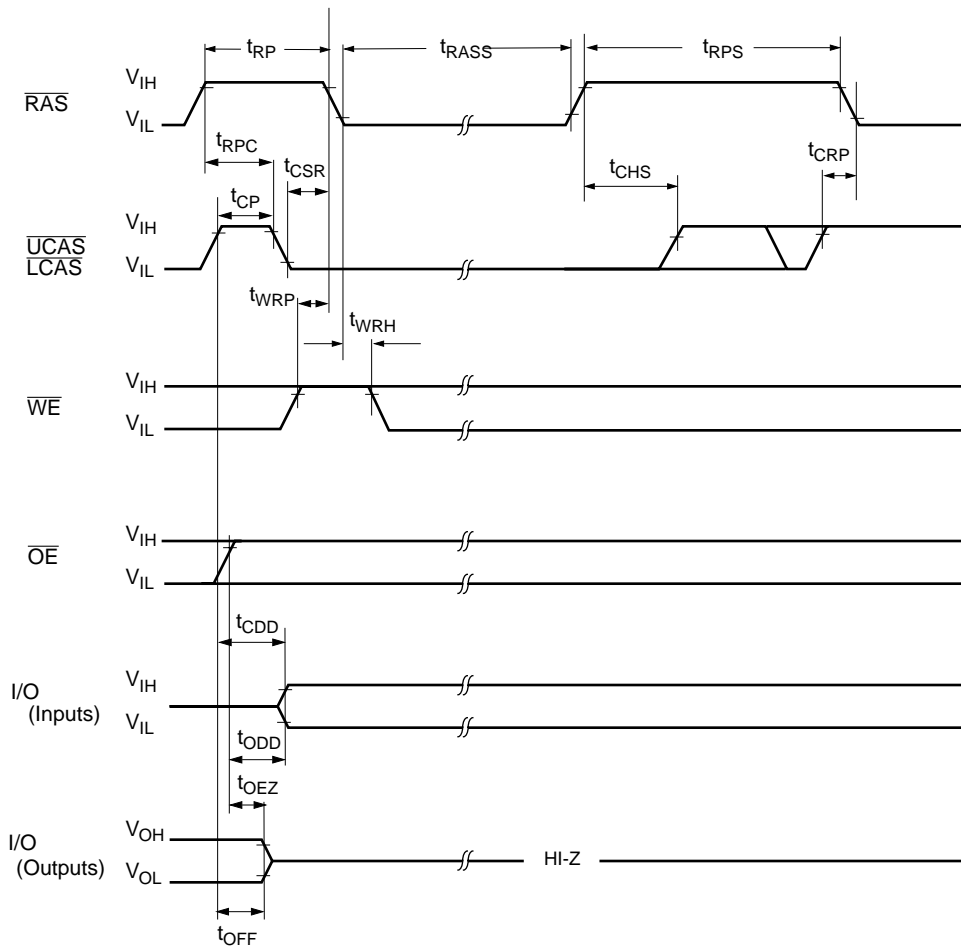 tRP
tRASS
tRPS
RAS
VIH
VIL
tRPC
tCSR
tCHS
tCRP
tCP
UCAS
LCAS
VIH
VIL
tWRP
tWRH
WE
VIH
VIL
OE
VIH
VIL
tCDD
I/O
(Inputs)
VIH
VIL
tODD
tOEZ
I/O
(Outputs)
VOH
VOL
HI-Z
tOFF